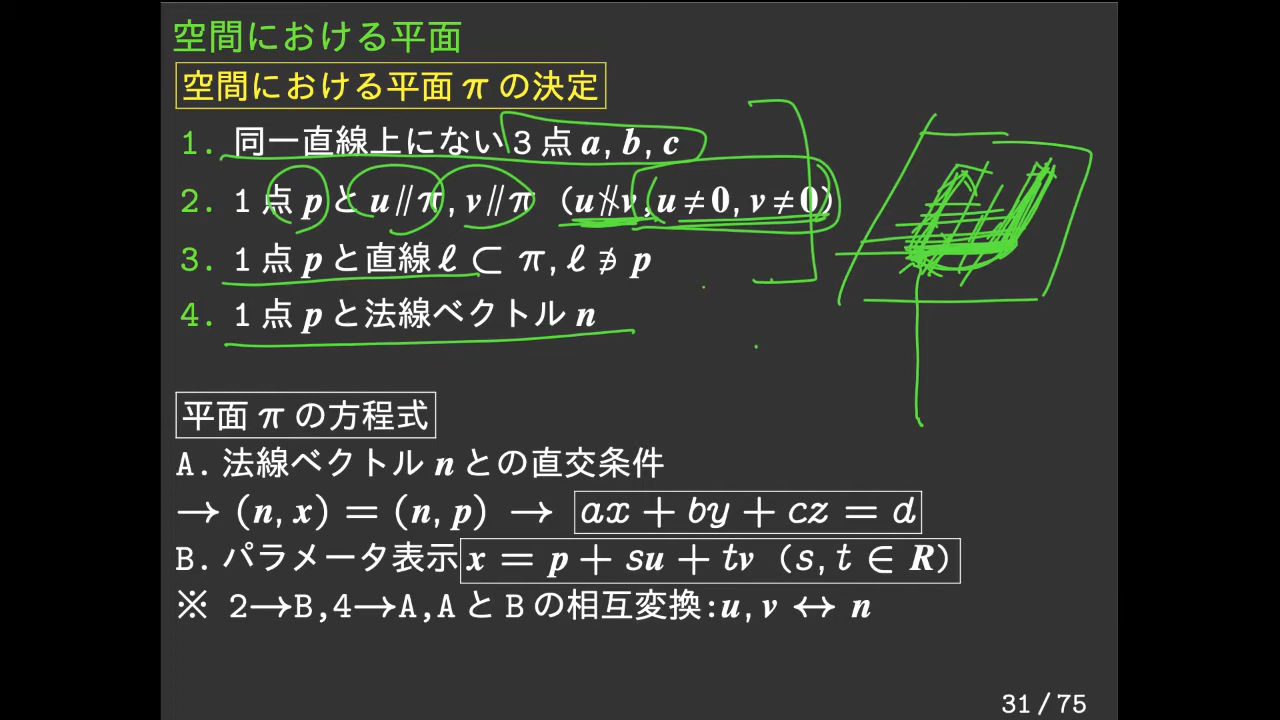 空間における平面
空間における平面 π の決定
1. 同一直線上にない 3 点 a, b, c
2. 1 点 p と u∥π, v∥π (u∦v, u≠0, v≠0)
3. 1 点 p と直線 ℓ ⊂ π, ℓ ∌ p
4. 1 点 p と法線ベクトル n
平面 π の方程式
A. 法線ベクトル n との直交条件
→ (n, x) = (n, p) → ax + by + cz = d
B. パラメータ表示 x = p + su + tv (s, t ∈ R)
※ 2→B,4→A,A と B の相互変換:u, v ↔ n
31 / 75